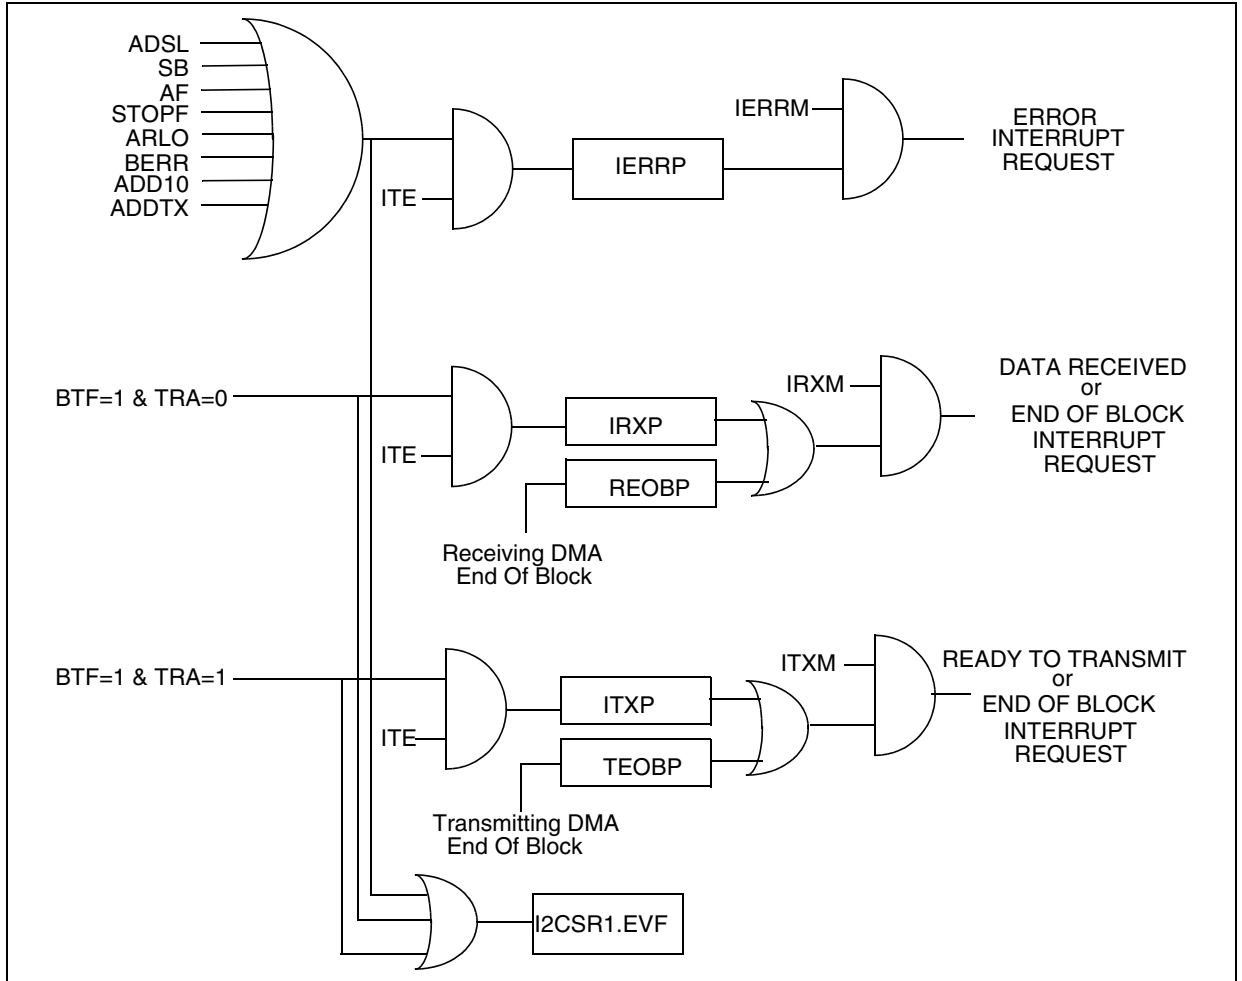 ADSL
SB
AF
STOPF
ARLO
BERR
ADD10
ADDTX
ITE
IERRP
IERRM
ERROR
INTERRUPT
REQUEST
BTF=1 & TRA=0
ITE
IRXP
REOBP
IRXM
DATA RECEIVED
or
END OF BLOCK
INTERRUPT
REQUEST
Receiving DMA
End Of Block
BTF=1 & TRA=1
ITE
ITXP
TEOBP
ITXM
READY TO TRANSMIT
or
END OF BLOCK
INTERRUPT
REQUEST
Transmitting DMA
End Of Block
I2CSR1.EVF